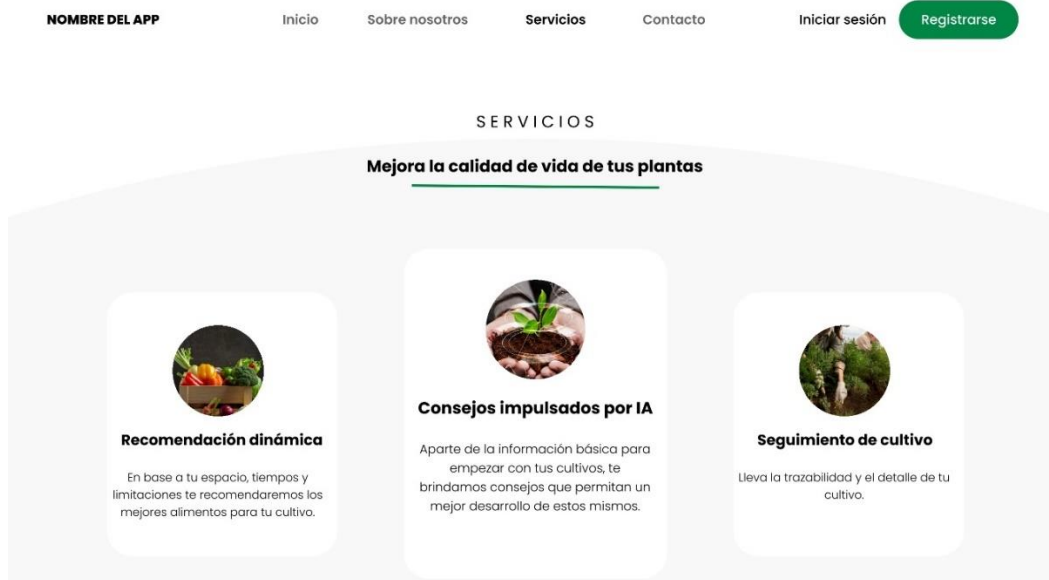 NOMBRE DEL APP
Inicio
Sobre nosotros
Servicios
Contacto
Iniciar sesión
Registrarse
SERVICIOS
Mejora la calidad de vida de tus plantas
Recomendación dinámica
En base a tu espacio, tiempos y
limitaciones te recomendaremos los
mejores alimentos para tu cultivo.
Consejos impulsados por IA
Aparte de la información básica para
empezar con tus cultivos, te
brindamos consejos que permitan un
mejor desarrollo de estos mismos.
Seguimiento de cultivo
Lleva la trazabilidad y el detalle de tu
cultivo.